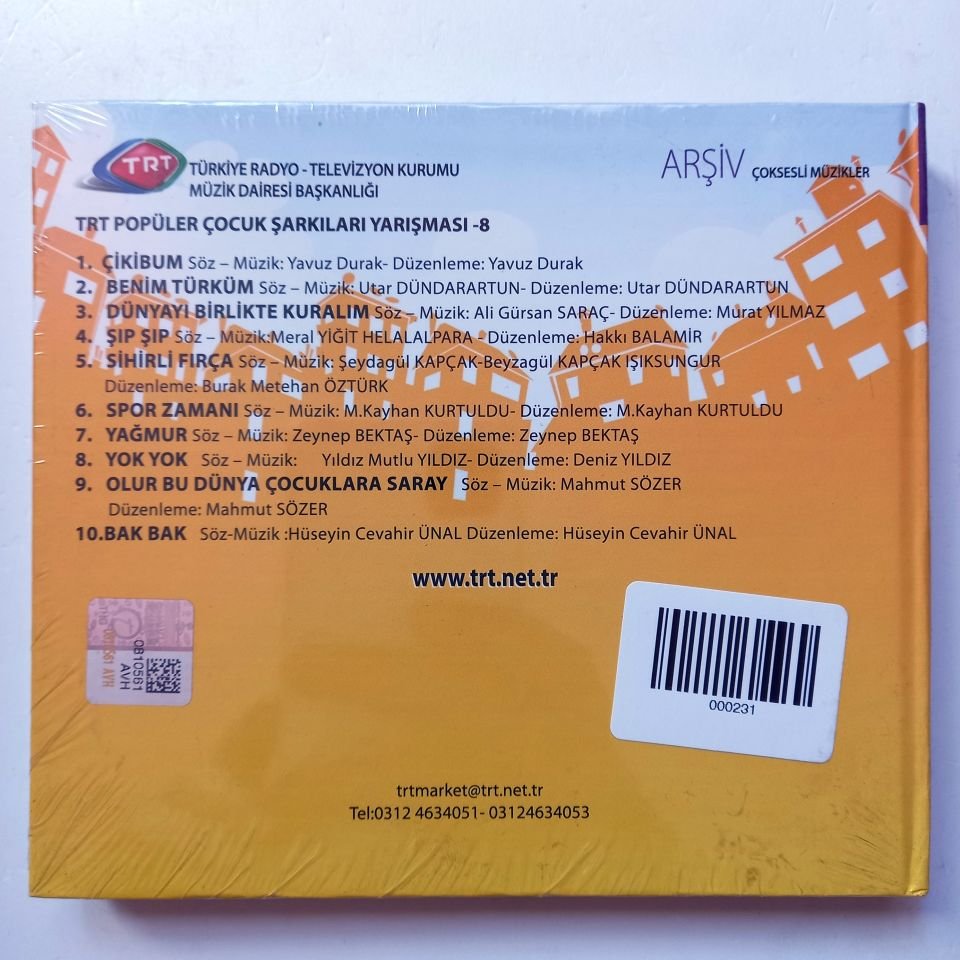 TRT
TÜRKİYE RADYO - TELEVİZYON KURUMU
MÜZİK DAİRESİ BAŞKANLIĞI
ARŞİV ÇOKSESLİ MÜZİKLER
TRT POPÜLER ÇOCUK ŞARKILARI YARIŞMASI -8
1. ÇİKİBUM Söz – Müzik: Yavuz Durak- Düzenleme: Yavuz Durak
2. BENİM TÜRKÜM Söz – Müzik: Utar DÜNDARARTUN- Düzenleme: Utar DÜNDARARTUN
3. DÜNYAYI BİRLİKTE KURALIM Söz – Müzik: Ali Gürsan SARAÇ- Düzenleme: Murat YILMAZ
4. ŞIP ŞIP Söz – Müzik:Meral YİĞİT HELALALPARA - Düzenleme: Hakkı BALAMİR
5. SİHİRLİ FIRÇA Söz – Müzik: Şeydagül KAPÇAK-Beyzagül KAPÇAK IŞIKSUNGUR
Düzenleme: Burak Metehan ÖZTÜRK
6. SPOR ZAMANI Söz – Müzik: M.Kayhan KURTULDU- Düzenleme: M.Kayhan KURTULDU
7. YAĞMUR Söz – Müzik: Zeynep BEKTAŞ- Düzenleme: Zeynep BEKTAŞ
8. YOK YOK Söz – Müzik: Yıldız Mutlu YILDIZ- Düzenleme: Deniz YILDIZ
9. OLUR BU DÜNYA ÇOCUKLARA SARAY Söz – Müzik: Mahmut SÖZER
Düzenleme: Mahmut SÖZER
10.BAK BAK Söz-Müzik :Hüseyin Cevahir ÜNAL Düzenleme: Hüseyin Cevahir ÜNAL
www.trt.net.tr
0810561
AVH
000231
trtmarket@trt.net.tr
Tel:0312 4634051- 03124634053